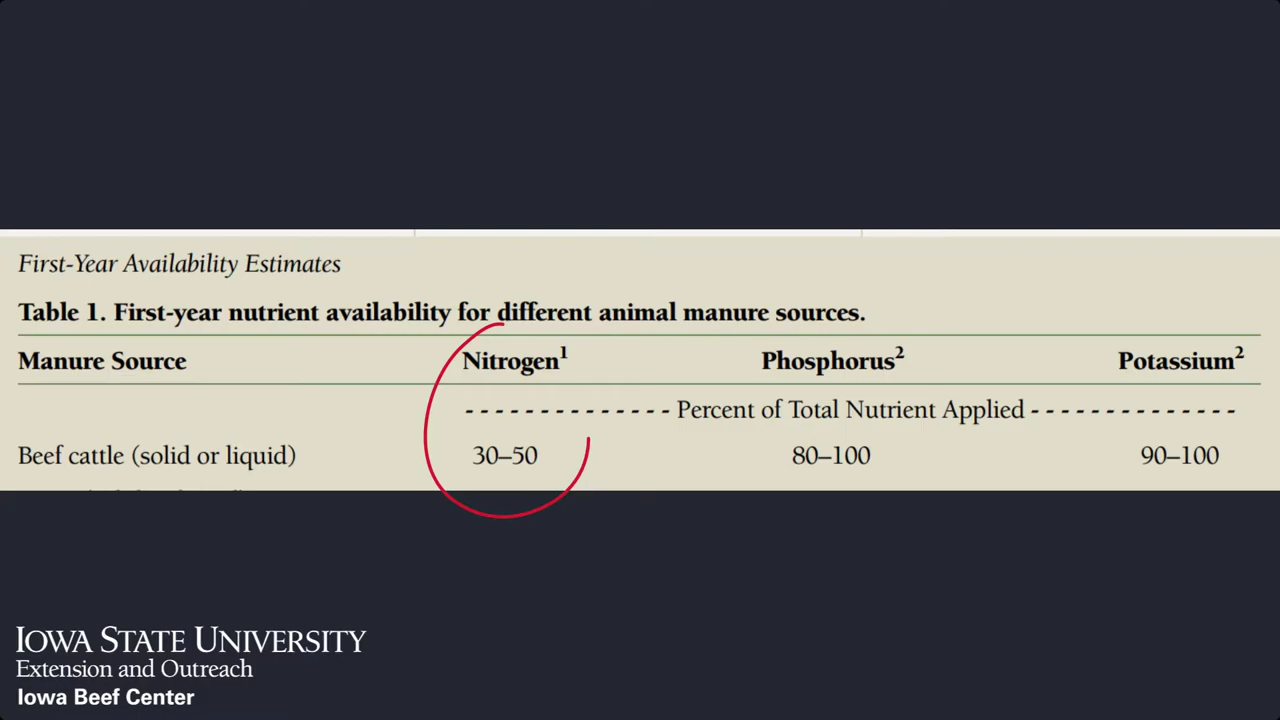 First-Year Availability Estimates
Table 1. First-year nutrient availability for different animal manure sources.
Manure Source Nitrogen¹ Phosphorus² Potassium²
- - - - - - - - - - - - - - Percent of Total Nutrient Applied - - - - - - - - - - - - - -
Beef cattle (solid or liquid) 30–50 80–100 90–100
IOWA STATE UNIVERSITY
Extension and Outreach
Iowa Beef Center